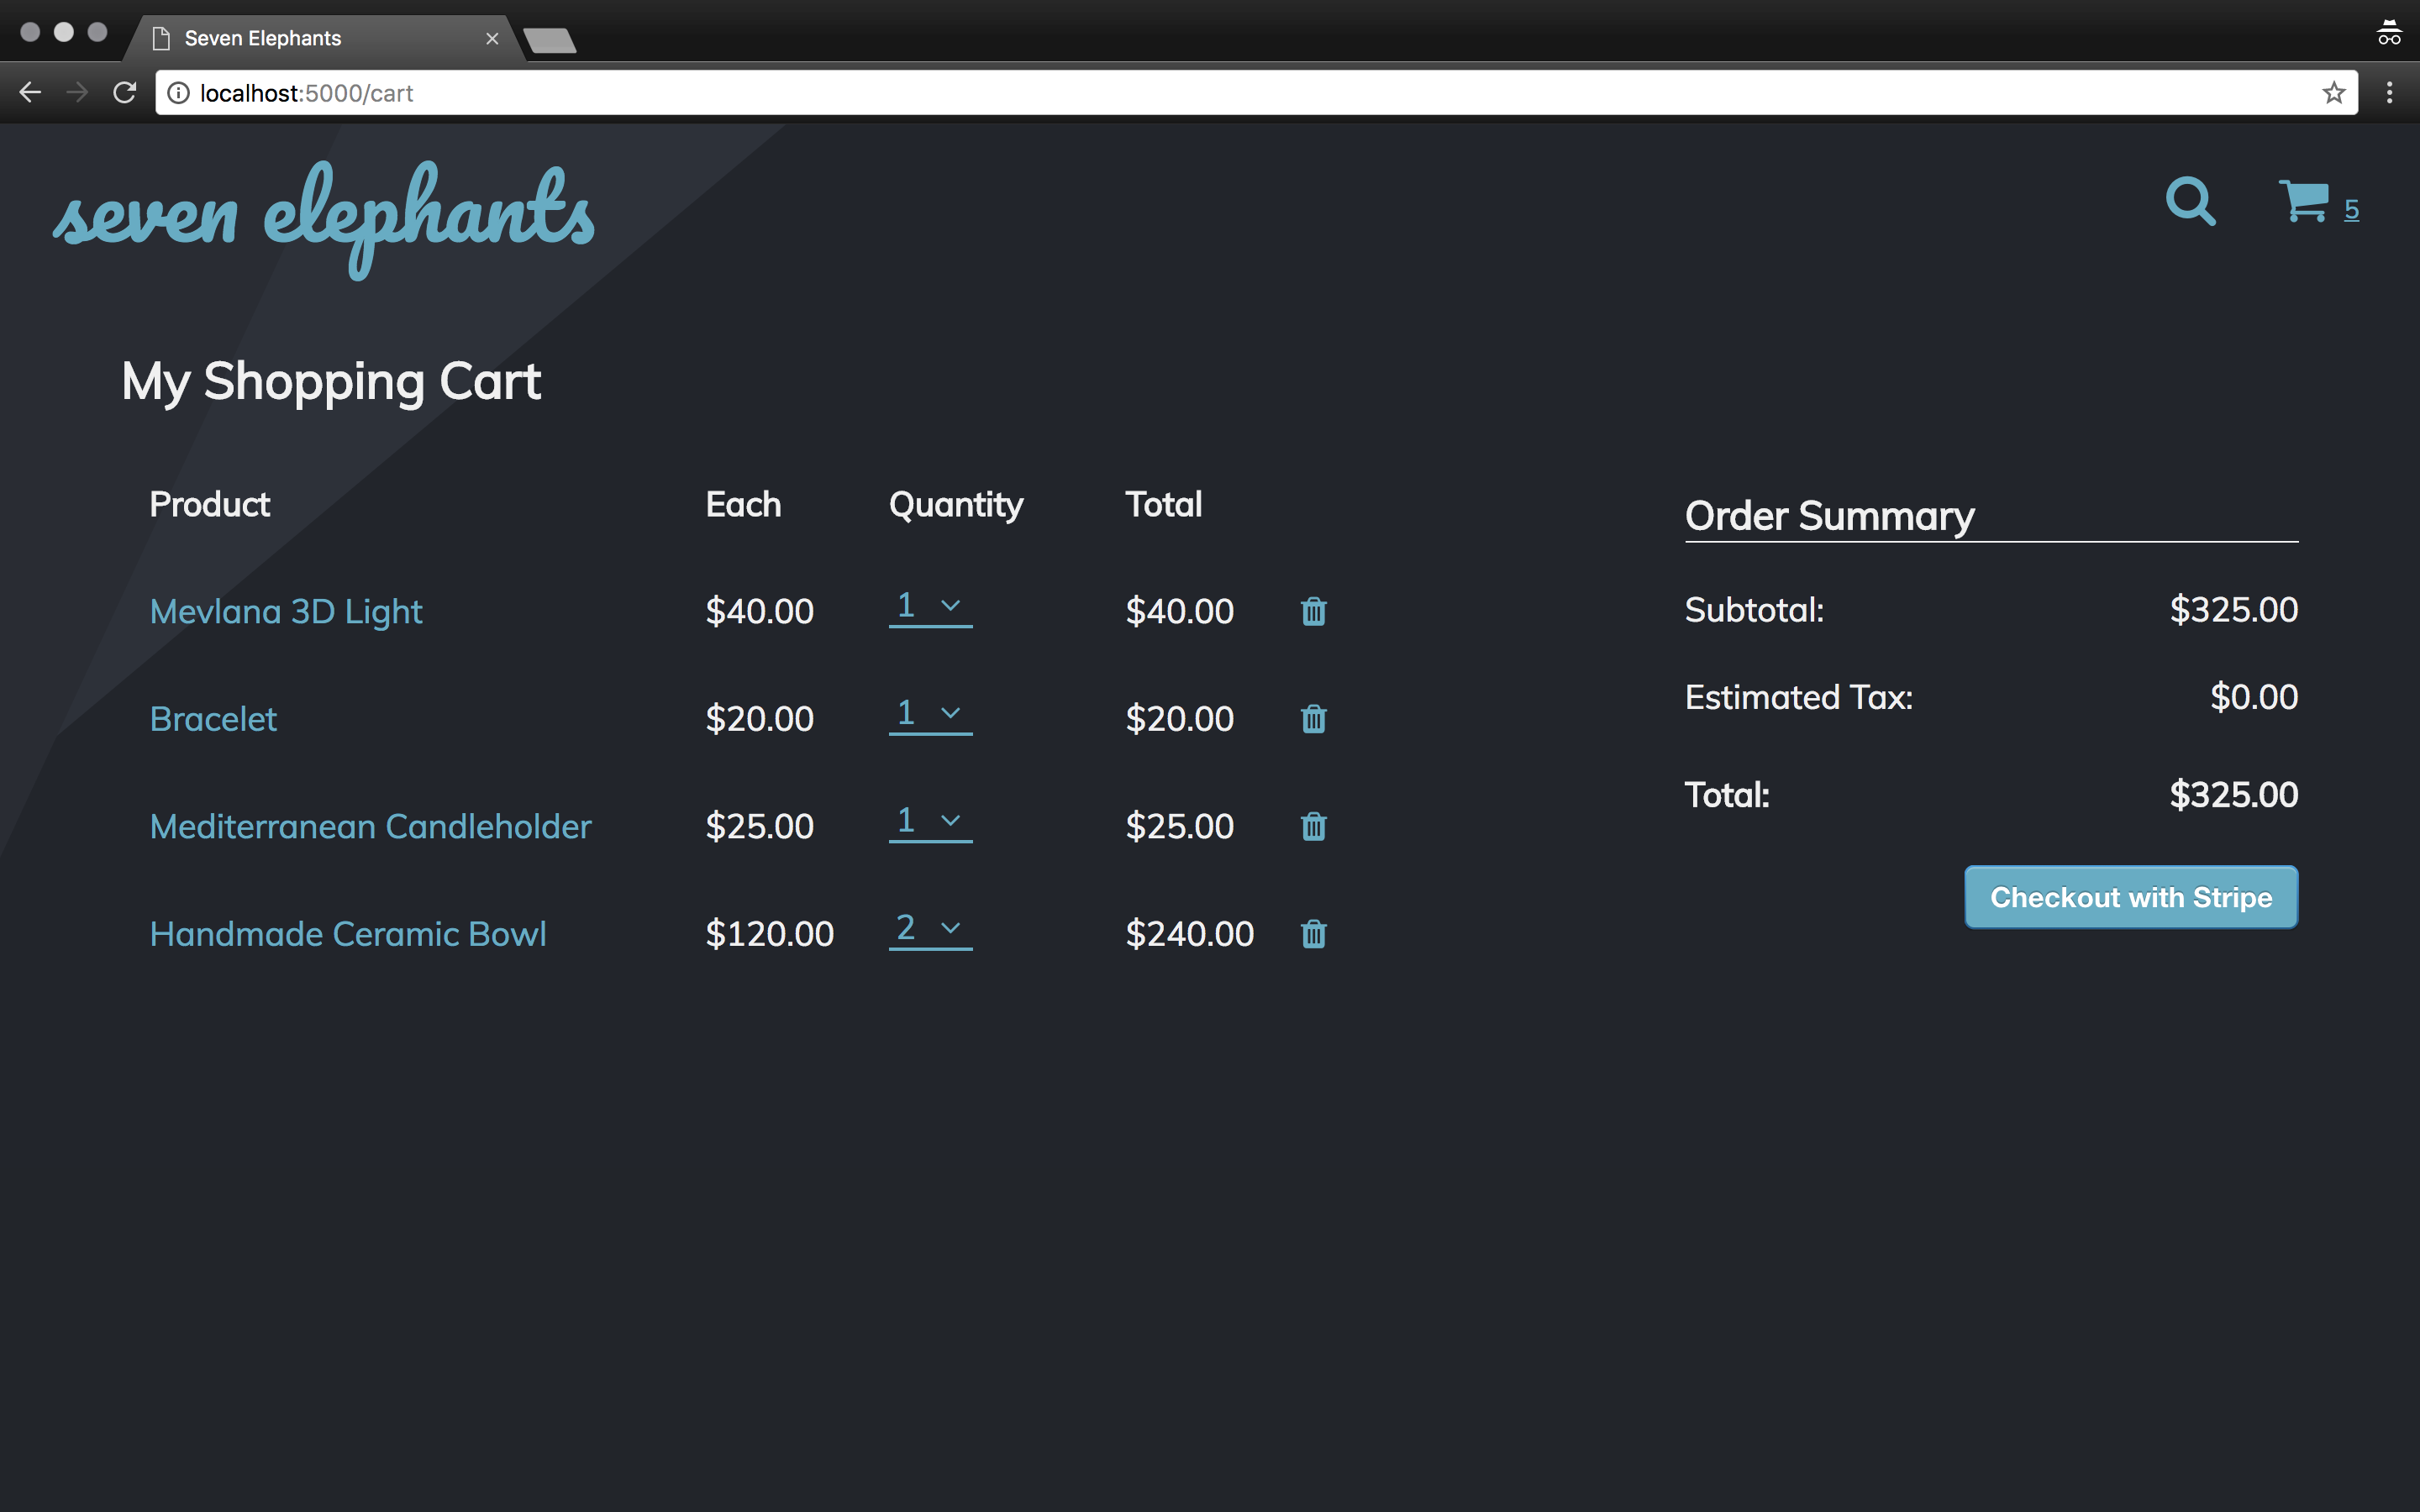 Seven Elephants
localhost:5000/cart
seven elephants
5
My Shopping Cart
Product Each Quantity Total
Mevlana 3D Light $40.00 1 $40.00
Bracelet $20.00 1 $20.00
Mediterranean Candleholder $25.00 1 $25.00
Handmade Ceramic Bowl $120.00 2 $240.00
Order Summary
Subtotal: $325.00
Estimated Tax: $0.00
Total: $325.00
Checkout with Stripe